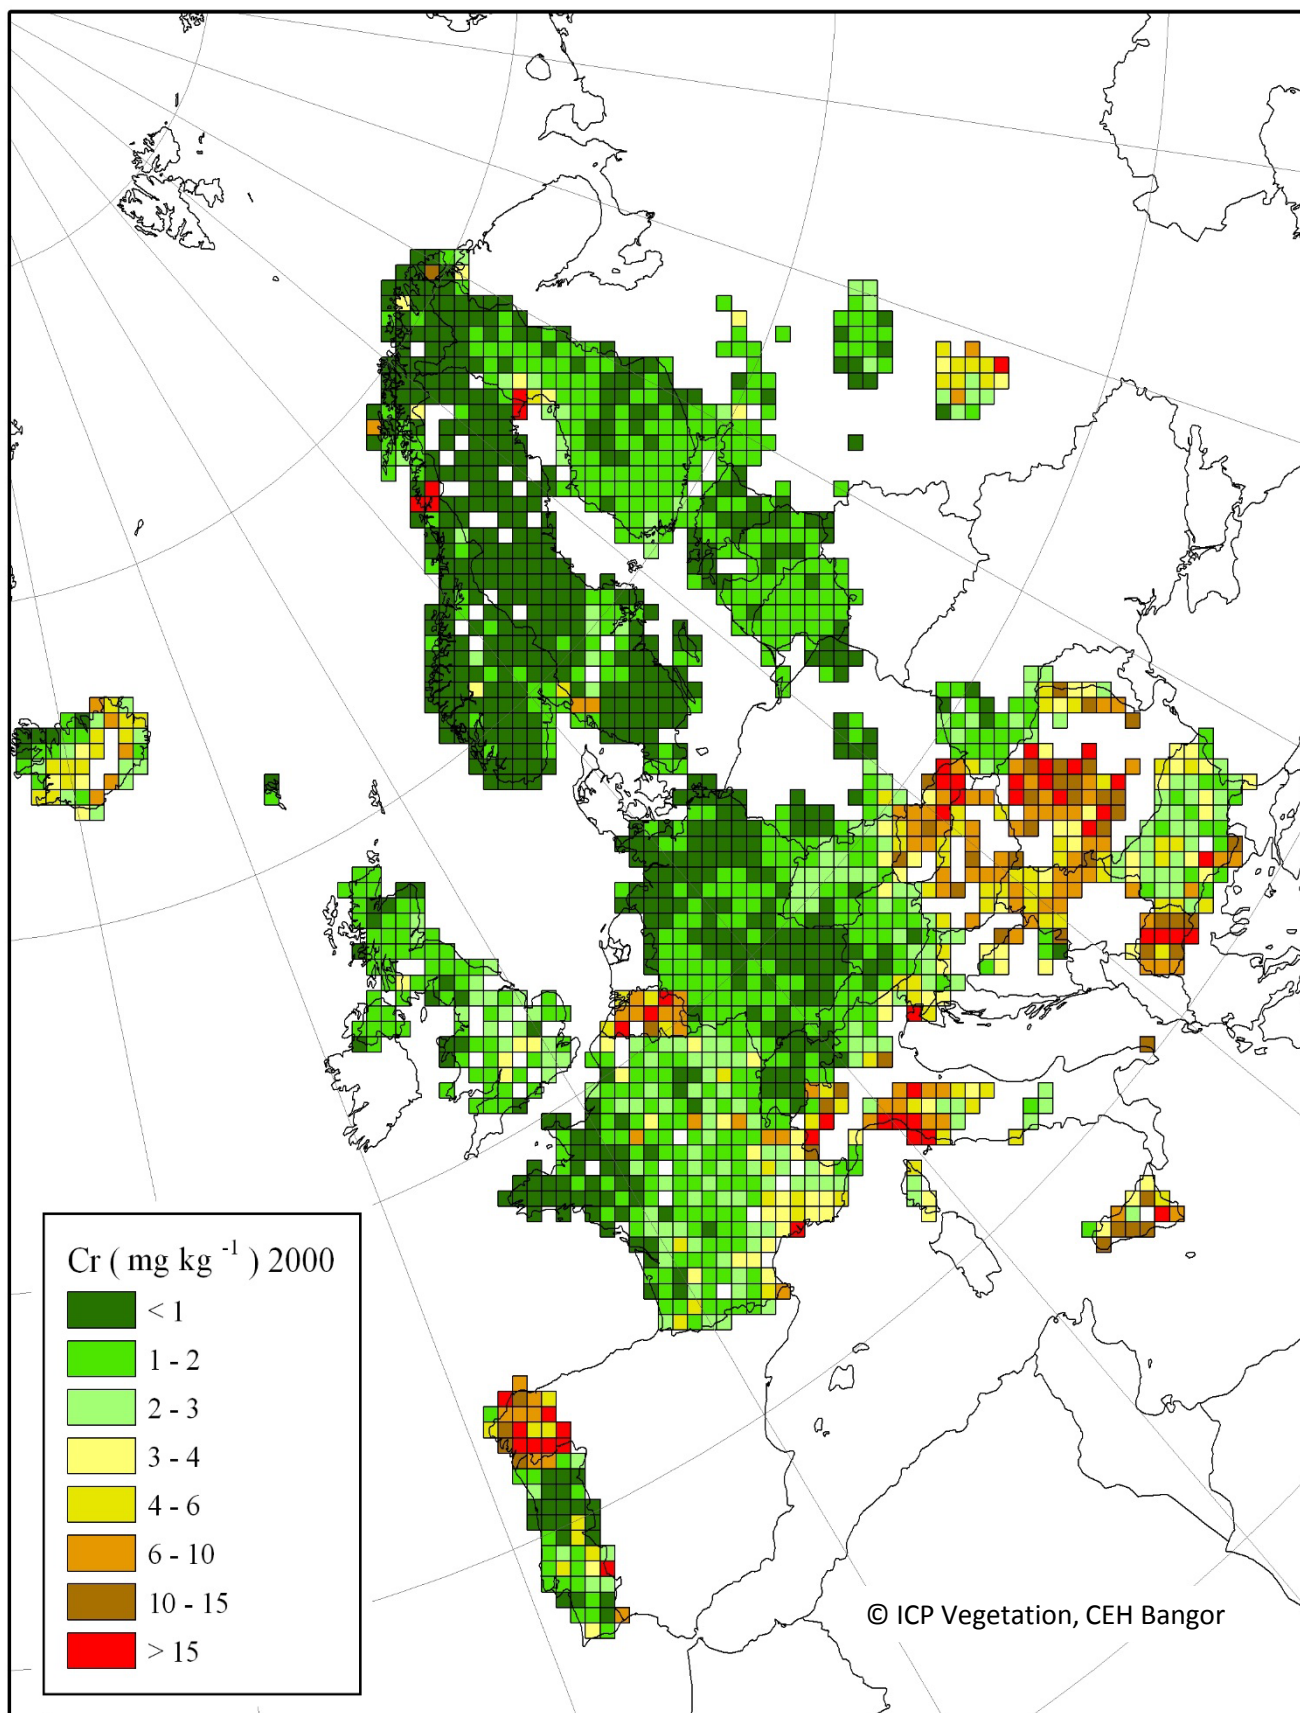 Cr ( mg kg ⁻¹ ) 2000
< 1
1 - 2
2 - 3
3 - 4
4 - 6
6 - 10
10 - 15
> 15
© ICP Vegetation, CEH Bangor